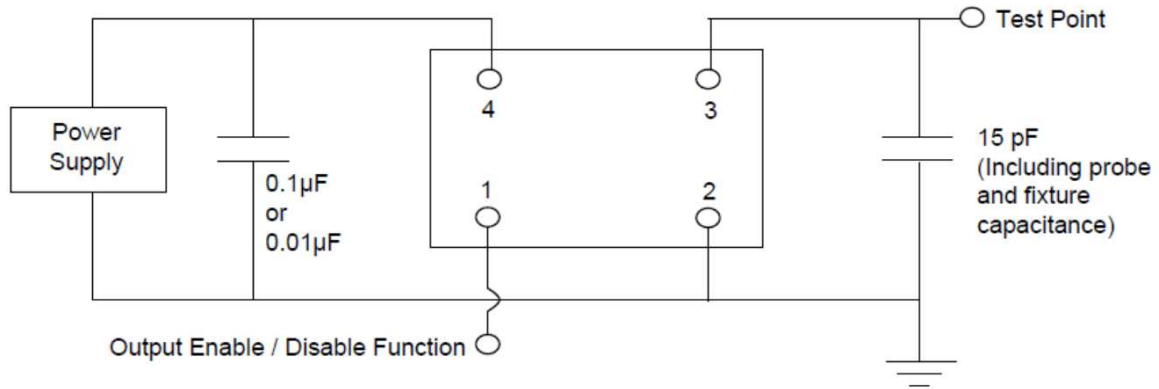 Test Point
4
3
Power
Supply
0.1µF
or
0.01µF
1
2
15 pF
(Including probe
and fixture
capacitance)
Output Enable / Disable Function